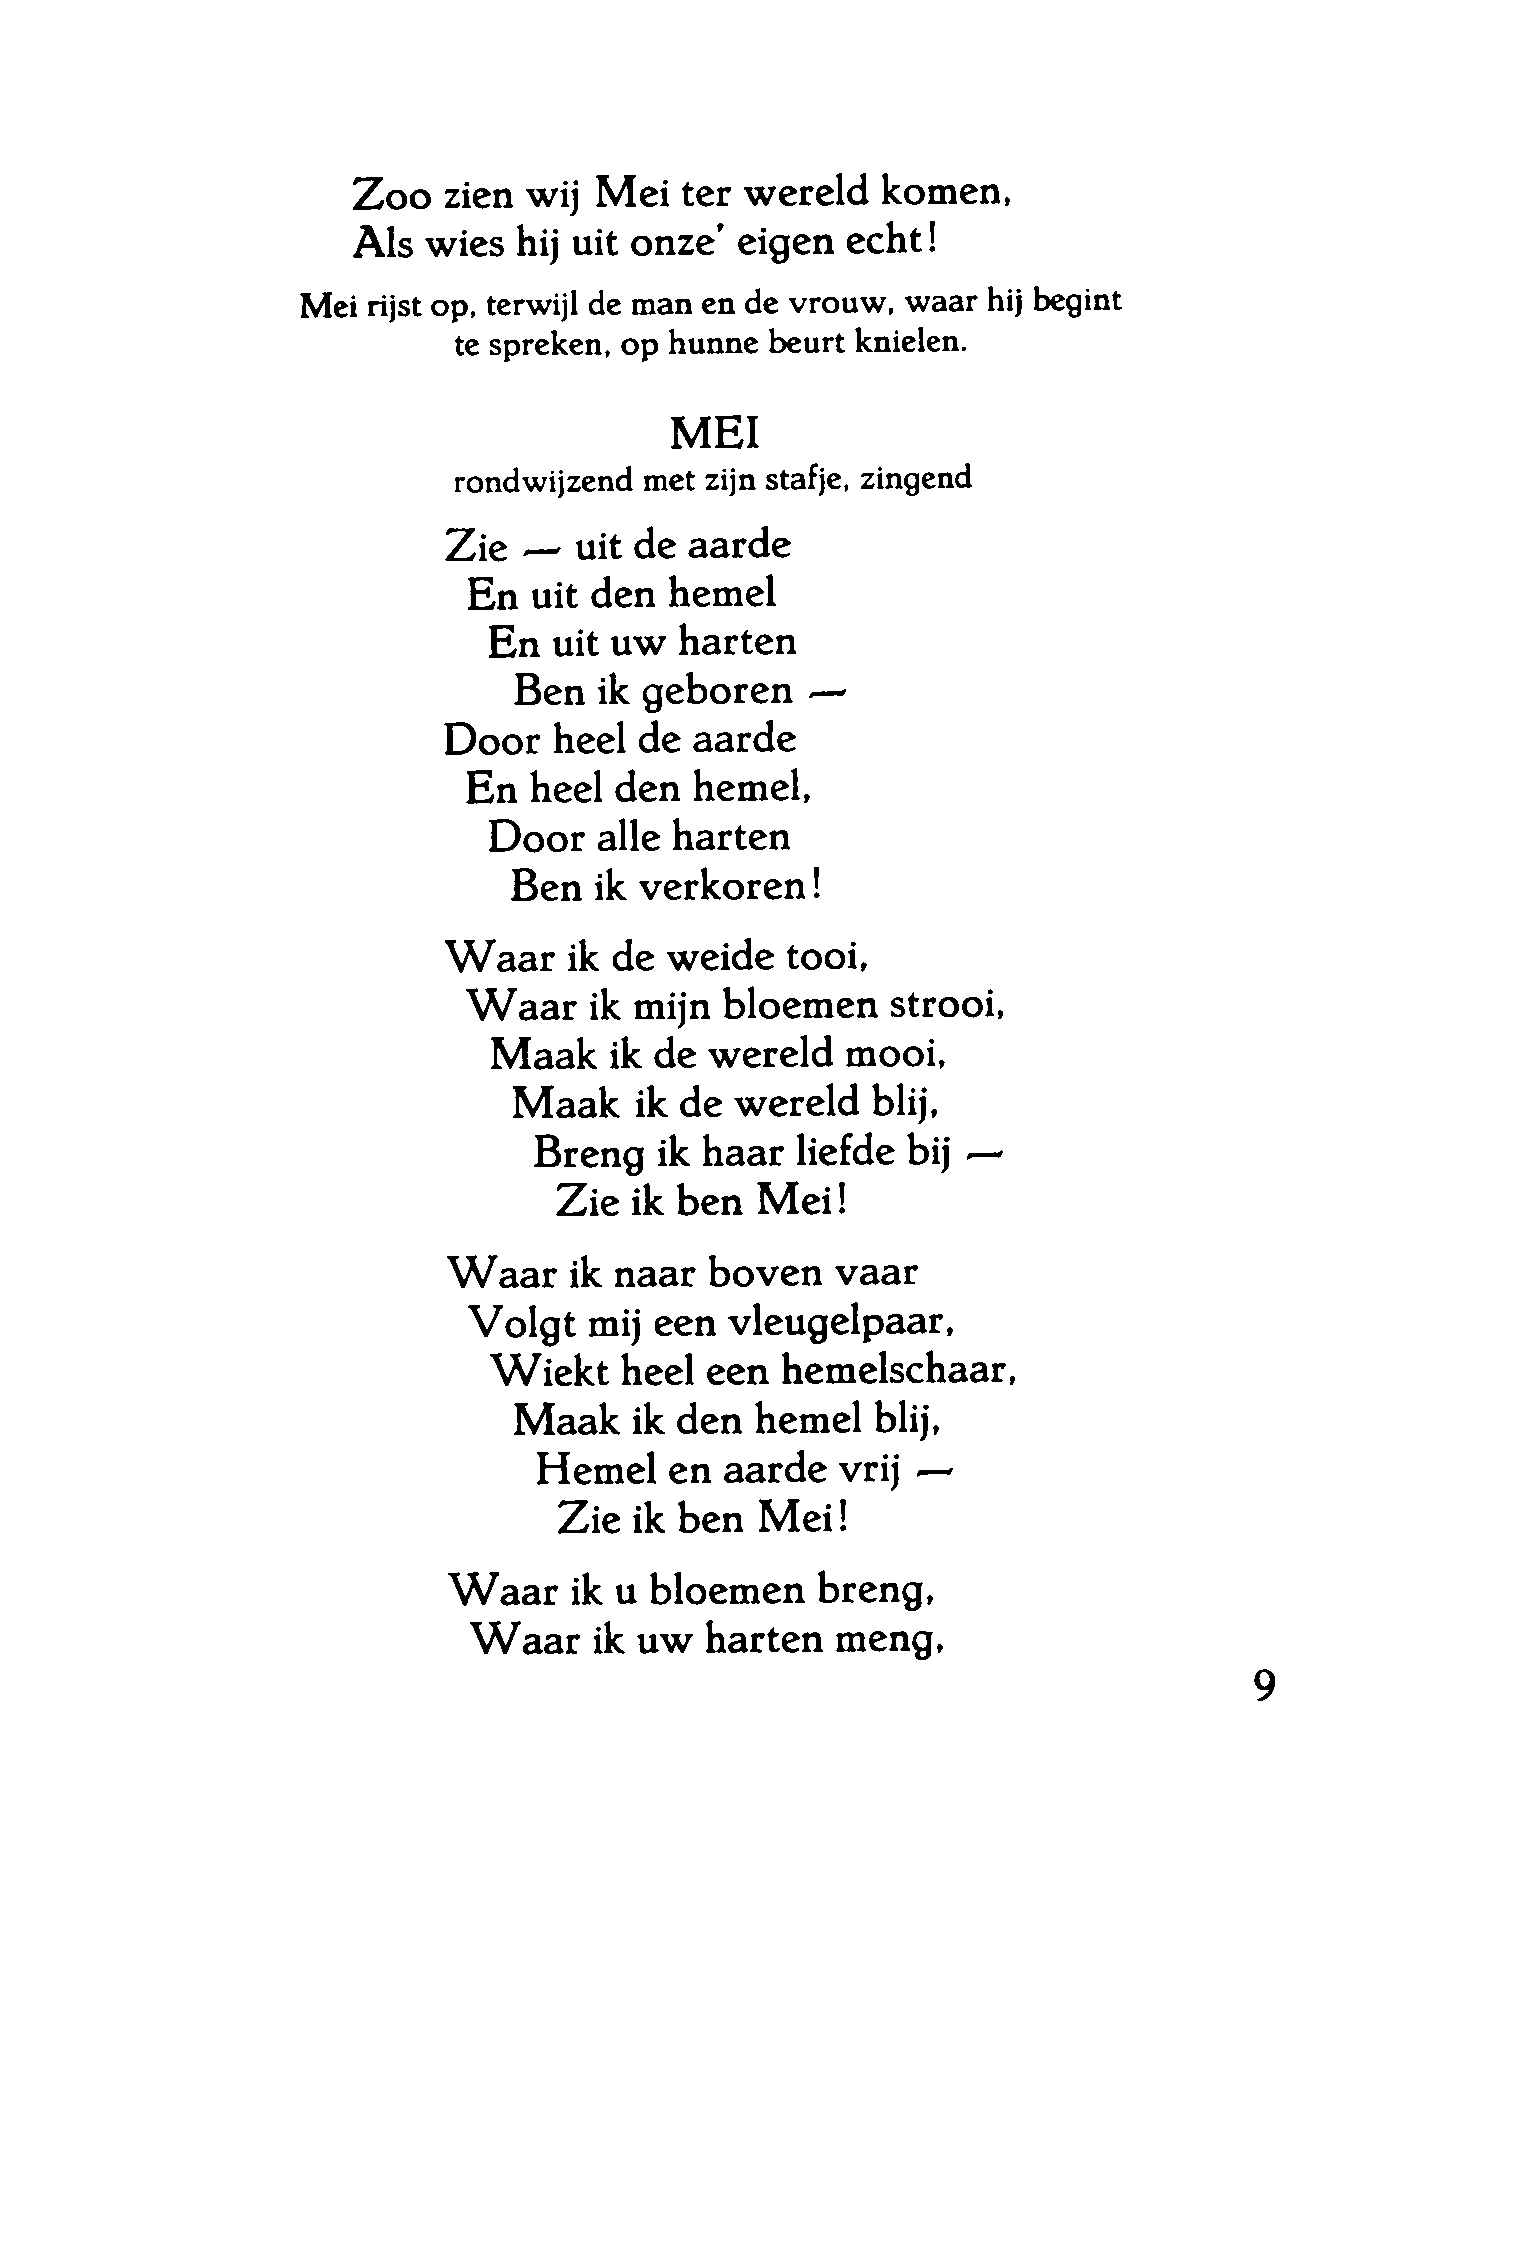 Zoo zien wij Mei ter wereld komen,
Als wies hij uit onze' eigen echt!
Mei rijst op, terwijl de man en de vrouw, waar hij begint
te spreken, op hunne beurt knielen.
MEI
rondwijzend met zijn stafje, zingend
Zie — uit de aarde
En uit den hemel
En uit uw harten
Ben ik geboren —
Door heel de aarde
En heel den hemel,
Door alle harten
Ben ik verkoren!
Waar ik de weide tooi,
Waar ik mijn bloemen strooi,
Maak ik de wereld mooi,
Maak ik de wereld blij,
Breng ik haar liefde bij —
Zie ik ben Mei!
Waar ik naar boven vaar
Volgt mij een vleugelpaar,
Wiekt heel een hemelschaar,
Maak ik den hemel blij,
Hemel en aarde vrij —
Zie ik ben Mei!
Waar ik u bloemen breng,
Waar ik uw harten meng,
9